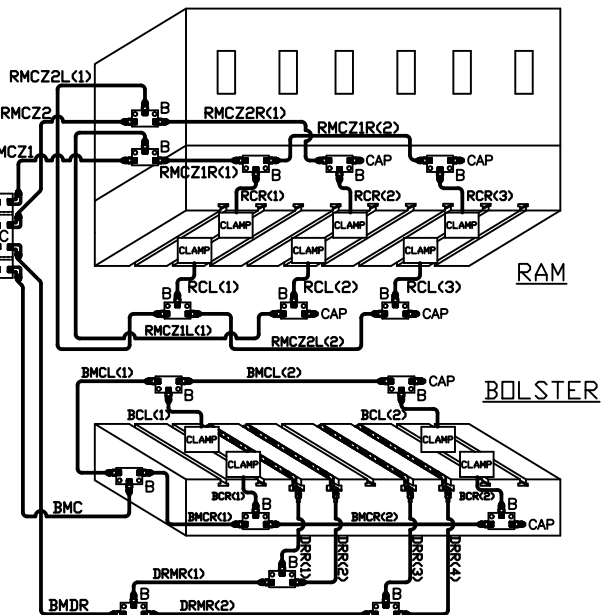 RMCZ2L(1)
RMCZ2
B
RMCZ2R(1)
RMCZ1R(2)
MCZ1
B
RMCZ1R(1)
B
B
CAP
B
CAP
RCR(1)
RCR(2)
RCR(3)
C
CLAMP
CLAMP
CLAMP
CLAMP
CLAMP
CLAMP
RAM
RCL(1)
RCL(2)
RCL(3)
B
B
CAP
B
CAP
RMCZ1L(1)
RMCZ2L(2)
BMCL(1)
BMCL(2)
B
B
CAP
BOLSTER
BCL(1)
BCL(2)
CLAMP
CLAMP
CLAMP
CLAMP
B
BCR(1)
BCR(2)
BMC
BMCR(1)
B
BMCR(2)
B
CAP
DRR(1)
DRR(2)
DRR(3)
DRR(4)
DRMR(1)
B
BMDR
B
DRMR(2)
B